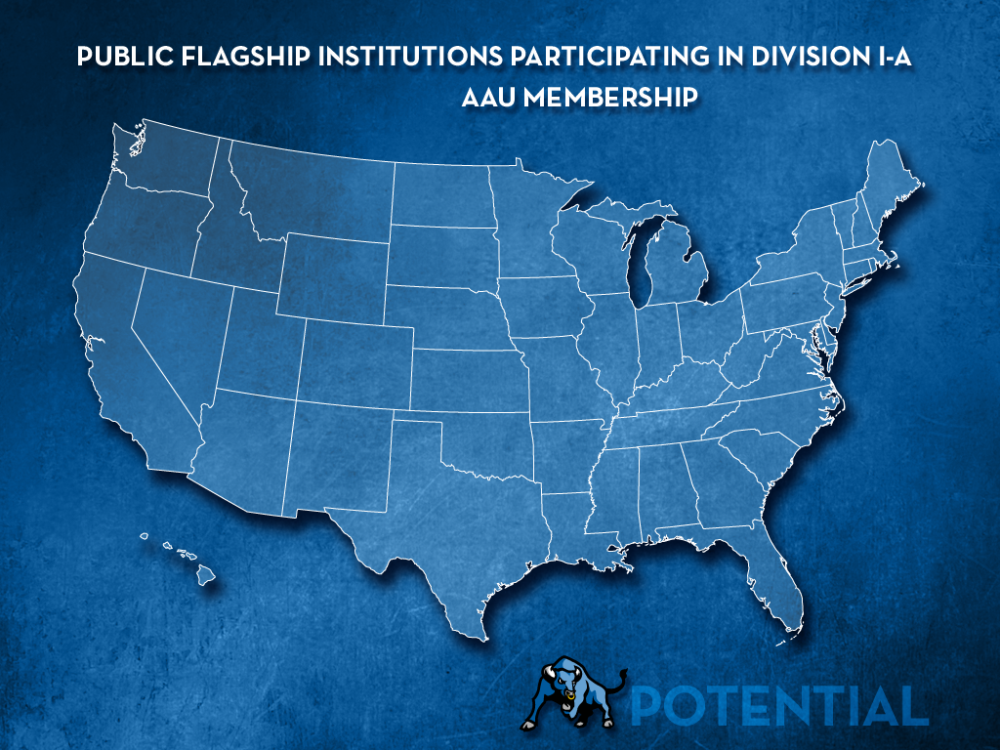 PUBLIC FLAGSHIP INSTITUTIONS PARTICIPATING IN DIVISION I-A
AAU MEMBERSHIP
POTENTIAL